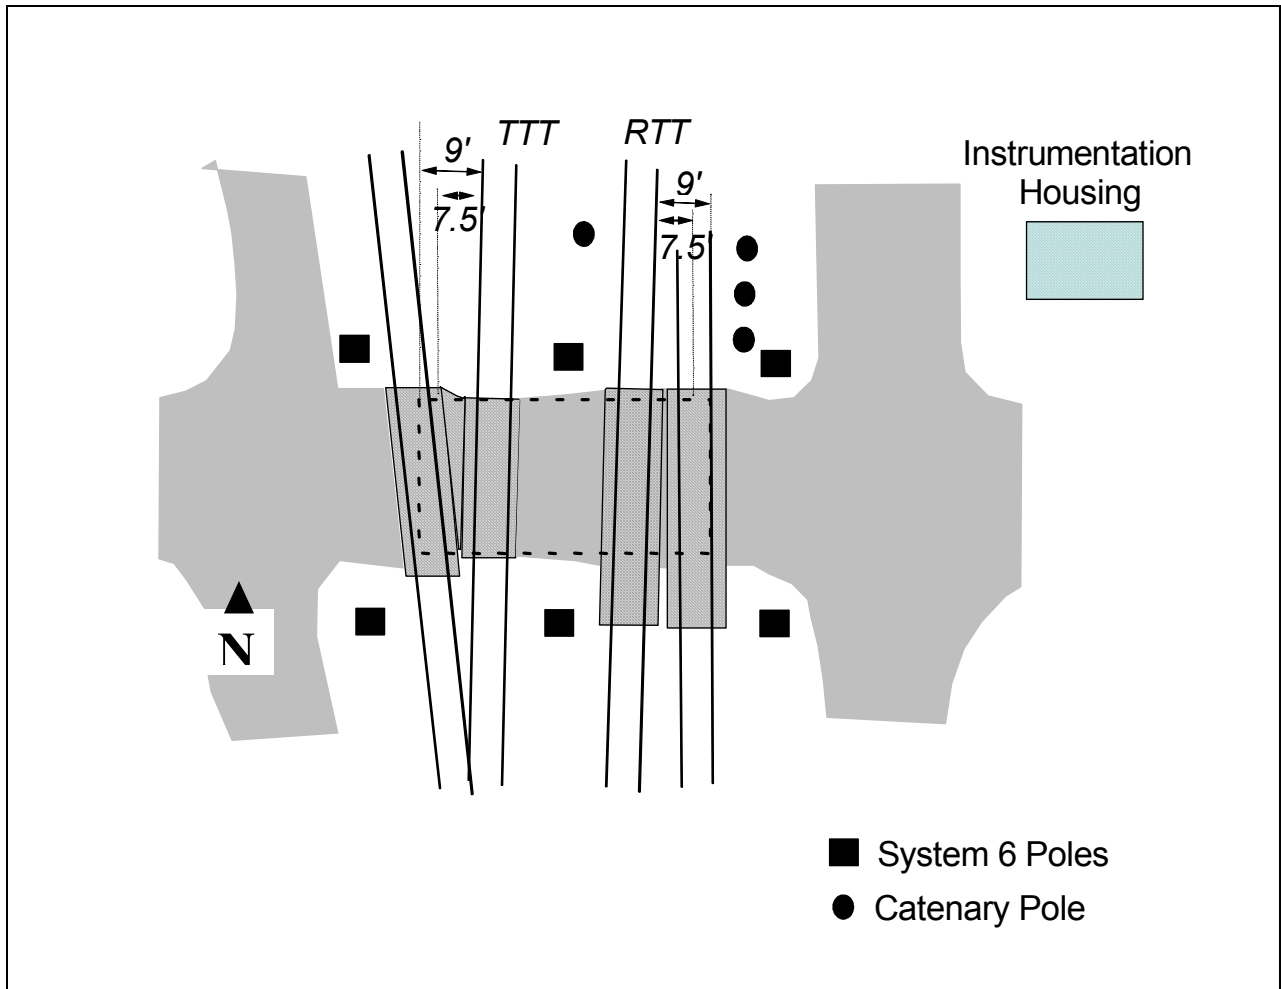 TTT
RTT
9'
7.5'
9'
7.5'
Instrumentation
Housing
N
System 6 Poles
Catenary Pole